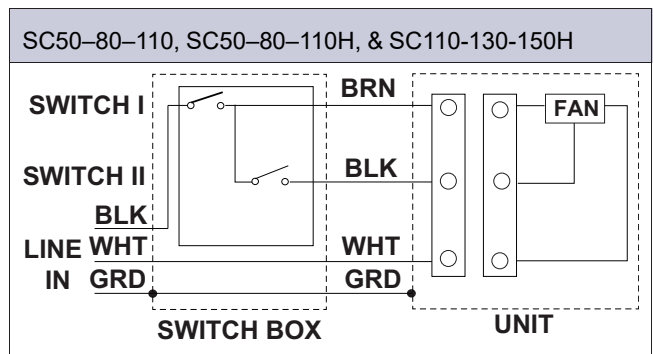 SC50–80–110, SC50–80–110H, & SC110-130-150H
SWITCH I
BRN
FAN
SWITCH II
BLK
BLK
LINE IN
WHT
WHT
GRD
GRD
SWITCH BOX
UNIT